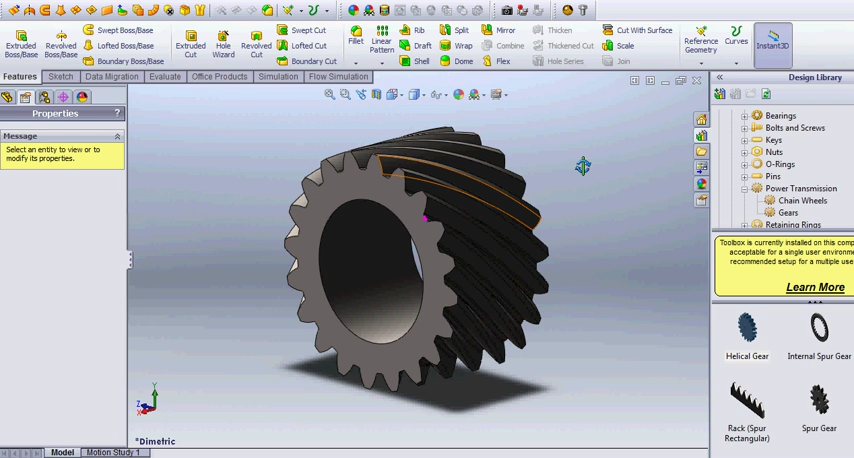 Extruded Boss/Base
Revolved Boss/Base
Swept Boss/Base
Lofted Boss/Base
Boundary Boss/Base
Extruded Cut
Hole Wizard
Revolved Cut
Swept Cut
Lofted Cut
Boundary Cut
Fillet
Linear Pattern
Rib
Draft
Shell
Split
Wrap
Dome
Mirror
Combine
Flex
Thicken
Thickened Cut
Hole Series
Cut With Surface
Scale
Join
Reference Geometry
Curves
Instant3D
Features
Sketch
Data Migration
Evaluate
Office Products
Simulation
Flow Simulation
Properties
?
Message
Select an entity to view or to
modify its properties.
Design Library
Bearings
Bolts and Screws
Keys
Nuts
O-Rings
Pins
Power Transmission
Chain Wheels
Gears
Retaining Rings
Toolbox is currently installed on this comp
acceptable for a single user environme
recommended setup for a multiple use
Learn More
Helical Gear
Internal Spur Gear
Rack (Spur
Rectangular)
Spur Gear
Y
Z
X
*Dimetric
Model
Motion Study 1